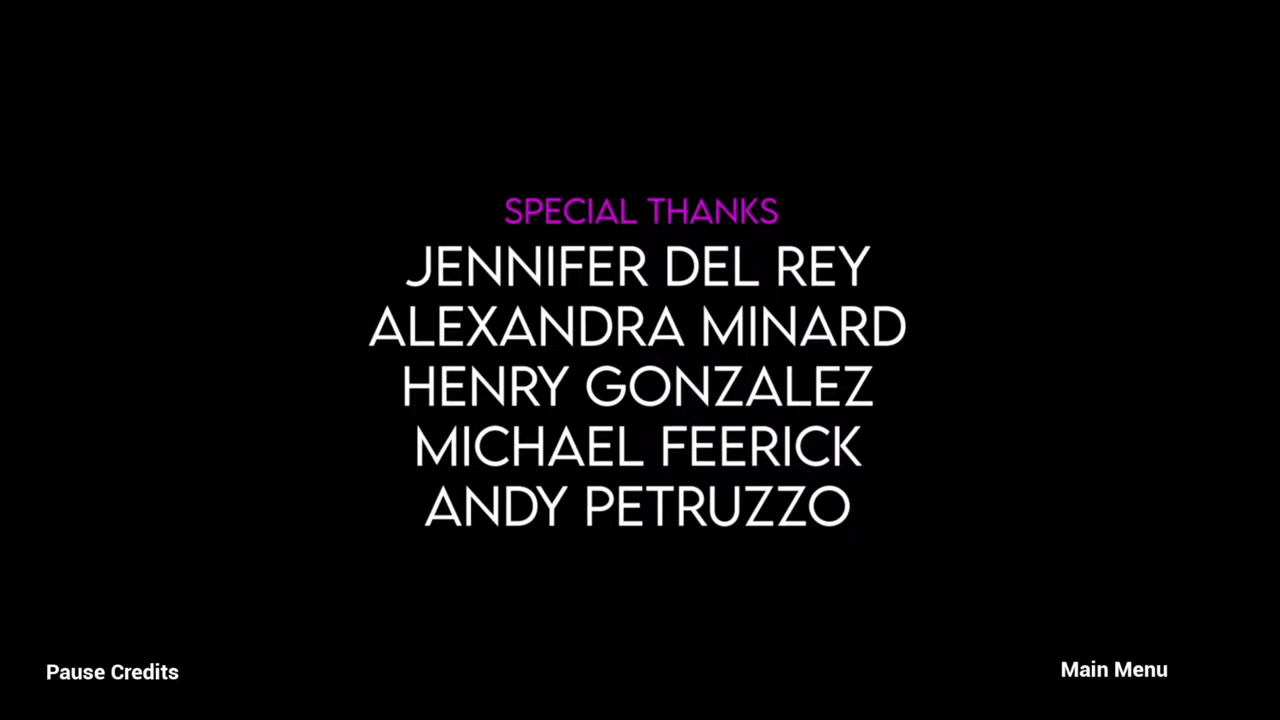 SPECIAL THANKS
JENNIFER DEL REY
ALEXANDRA MINARD
HENRY GONZALEZ
MICHAEL FEERICK
ANDY PETRUZZO
Pause Credits
Main Menu